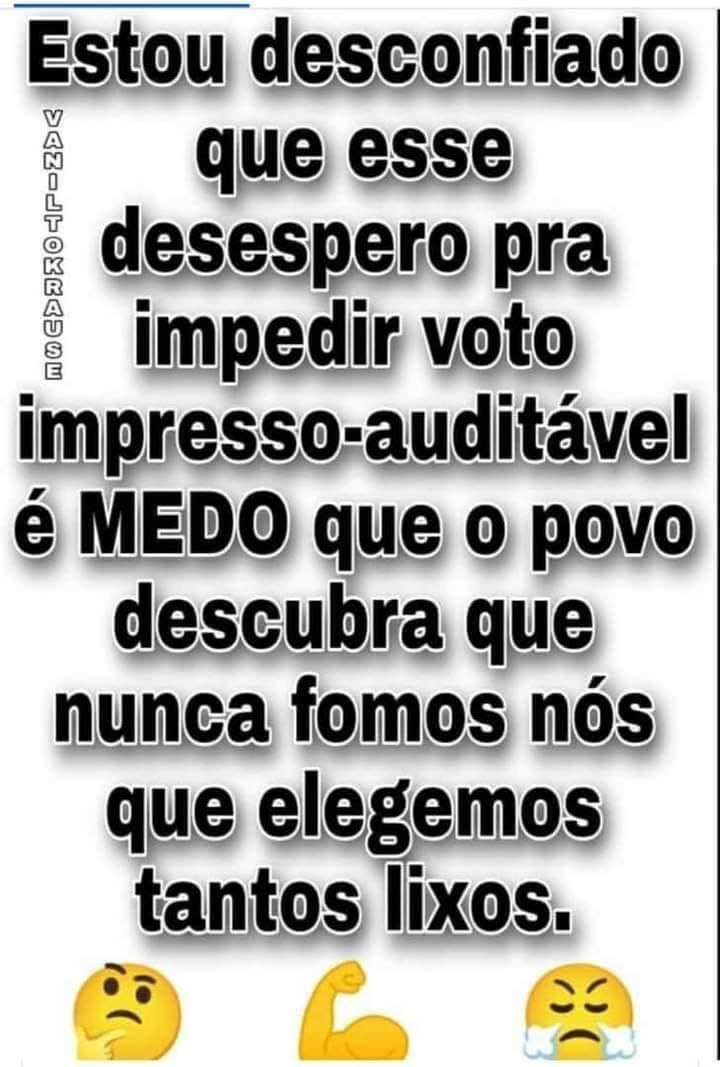 Estou desconfiado
que esse
desespero pra
impedir voto
impresso-auditável
é MEDO que o povo
descubra que
nunca fomos nós
que elegemos
tantos lixos.
VANILTOKRAUSE